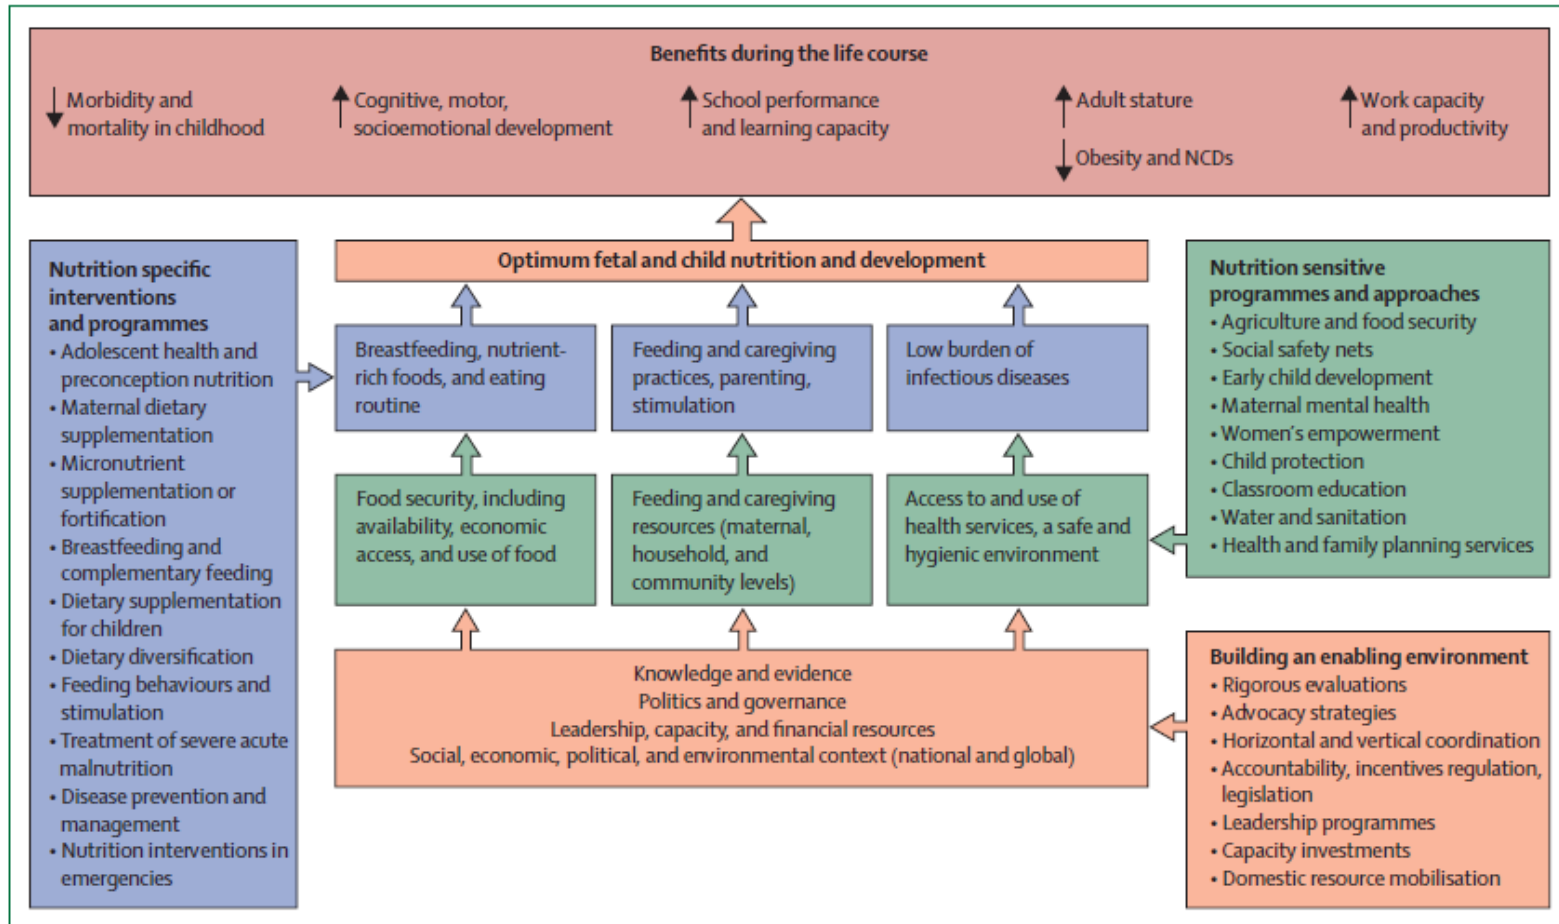 Benefits during the life course
Morbidity and
mortality in childhood
Cognitive, motor,
socioemotional development
School performance
and learning capacity
Adult stature
Obesity and NCDs
Work capacity
and productivity
Optimum fetal and child nutrition and development
Nutrition specific
interventions
and programmes
• Adolescent health and
preconception nutrition
• Maternal dietary
supplementation
• Micronutrient
supplementation or
fortification
• Breastfeeding and
complementary feeding
• Dietary supplementation
for children
• Dietary diversification
• Feeding behaviours and
stimulation
• Treatment of severe acute
malnutrition
• Disease prevention and
management
• Nutrition interventions in
emergencies
Breastfeeding, nutrient-
rich foods, and eating
routine
Feeding and caregiving
practices, parenting,
stimulation
Low burden of
infectious diseases
Food security, including
availability, economic
access, and use of food
Feeding and caregiving
resources (maternal,
household, and
community levels)
Access to and use of
health services, a safe and
hygienic environment
Knowledge and evidence
Politics and governance
Leadership, capacity, and financial resources
Social, economic, political, and environmental context (national and global)
Nutrition sensitive
programmes and approaches
• Agriculture and food security
• Social safety nets
• Early child development
• Maternal mental health
• Women's empowerment
• Child protection
• Classroom education
• Water and sanitation
• Health and family planning services
Building an enabling environment
• Rigorous evaluations
• Advocacy strategies
• Horizontal and vertical coordination
• Accountability, incentives regulation,
legislation
• Leadership programmes
• Capacity investments
• Domestic resource mobilisation